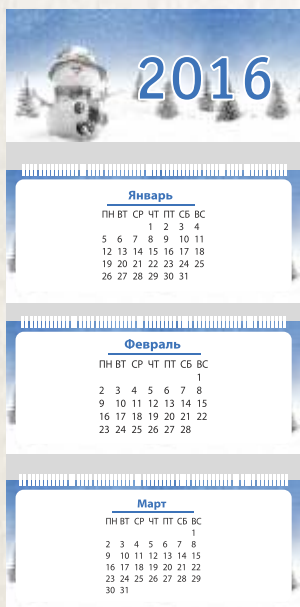 2016
Январь
ПН ВТ СР ЧТ ПТ СБ ВС
1 2 3 4
5 6 7 8 9 10 11
12 13 14 15 16 17 18
19 20 21 22 23 24 25
26 27 28 29 30 31
Февраль
ПН ВТ СР ЧТ ПТ СБ ВС
1
2 3 4 5 6 7 8
9 10 11 12 13 14 15
16 17 18 19 20 21 22
23 24 25 26 27 28
Март
ПН ВТ СР ЧТ ПТ СБ ВС
1
2 3 4 5 6 7 8
9 10 11 12 13 14 15
16 17 18 19 20 21 22
23 24 25 26 27 28 29
30 31